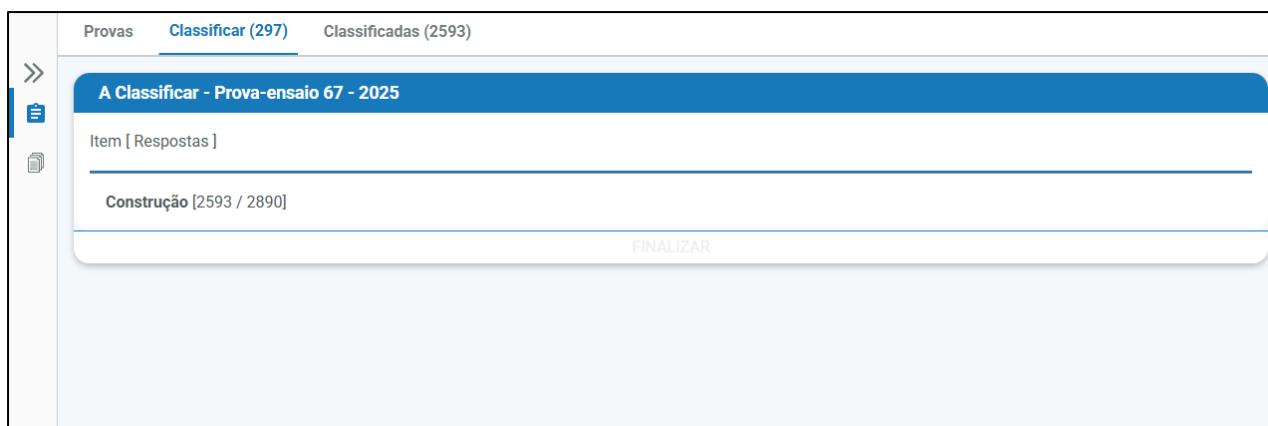 Provas Classificar (297) Classificadas (2593)
A Classificar - Prova-ensaio 67 - 2025
Item [ Respostas ]
Construção [2593 / 2890]
FINALIZAR